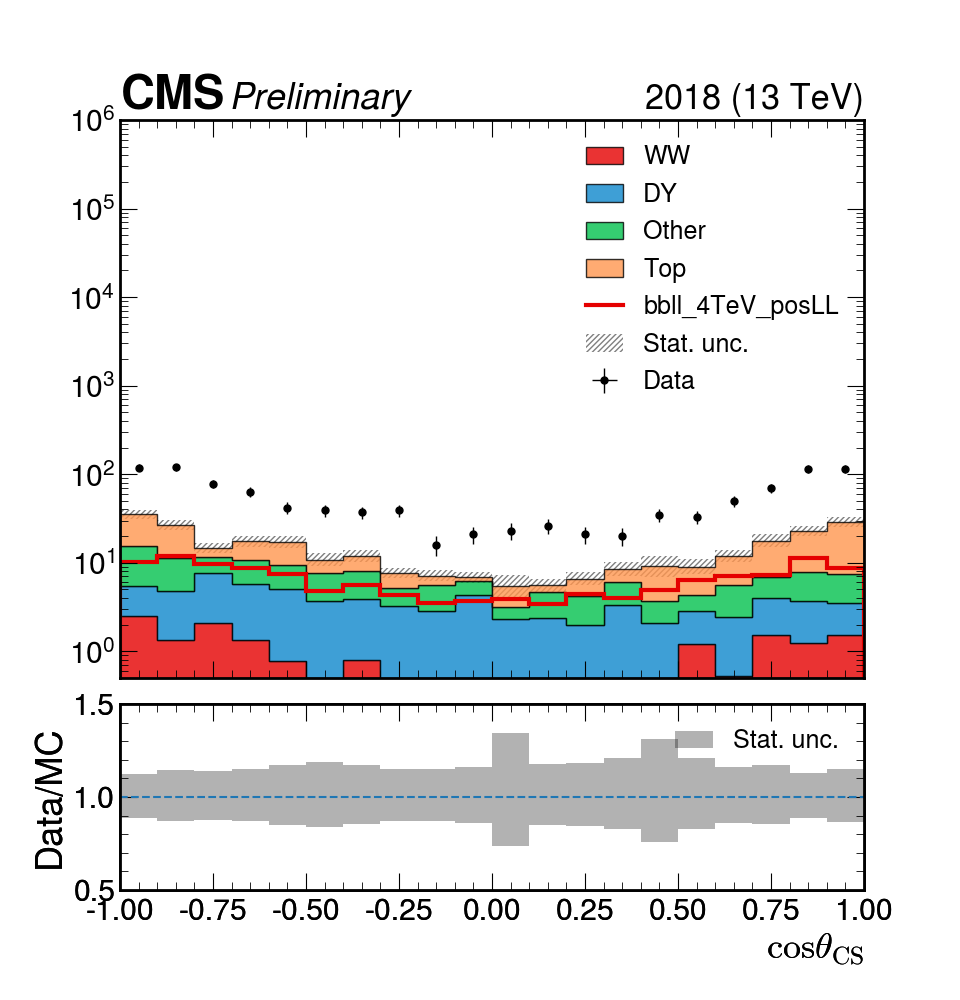 CMS Preliminary 2018 (13 TeV)
10^6
10^5
10^4
10^3
10^2
10^1
10^0
WW
DY
Other
Top
bbll_4TeV_posLL
Stat. unc.
Data
Data/MC
1.5
1.0
0.5
Stat. unc.
-1.00 -0.75 -0.50 -0.25 0.00 0.25 0.50 0.75 1.00
cosθ_CS